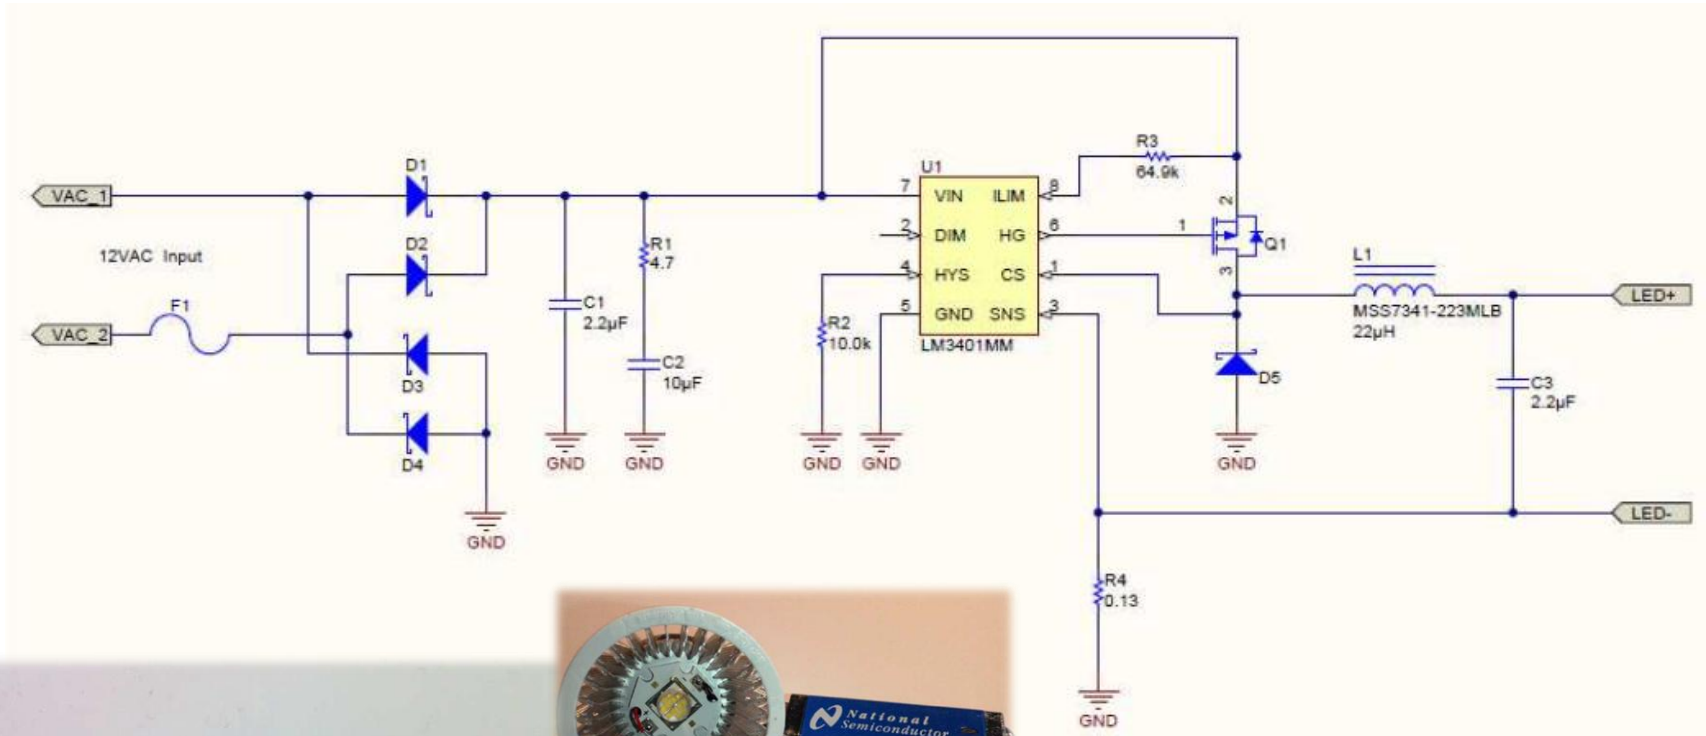 VAC_1
12VAC Input
F1
VAC_2
D1
D2
D3
D4
GND
C1
2.2µF
GND
R1
4.7
C2
10µF
GND
R2
10.0k
GND
GND
U1
7 VIN ILIM 8
2 DIM HG 6
4 HYS CS 1
5 GND SNS 3
LM3401MM
R3
64.9k
1
2
3
Q1
D5
GND
L1
MSS7341-223MLB
22µH
C3
2.2µF
LED+
LED-
R4
0.13
GND
National
Semiconductor